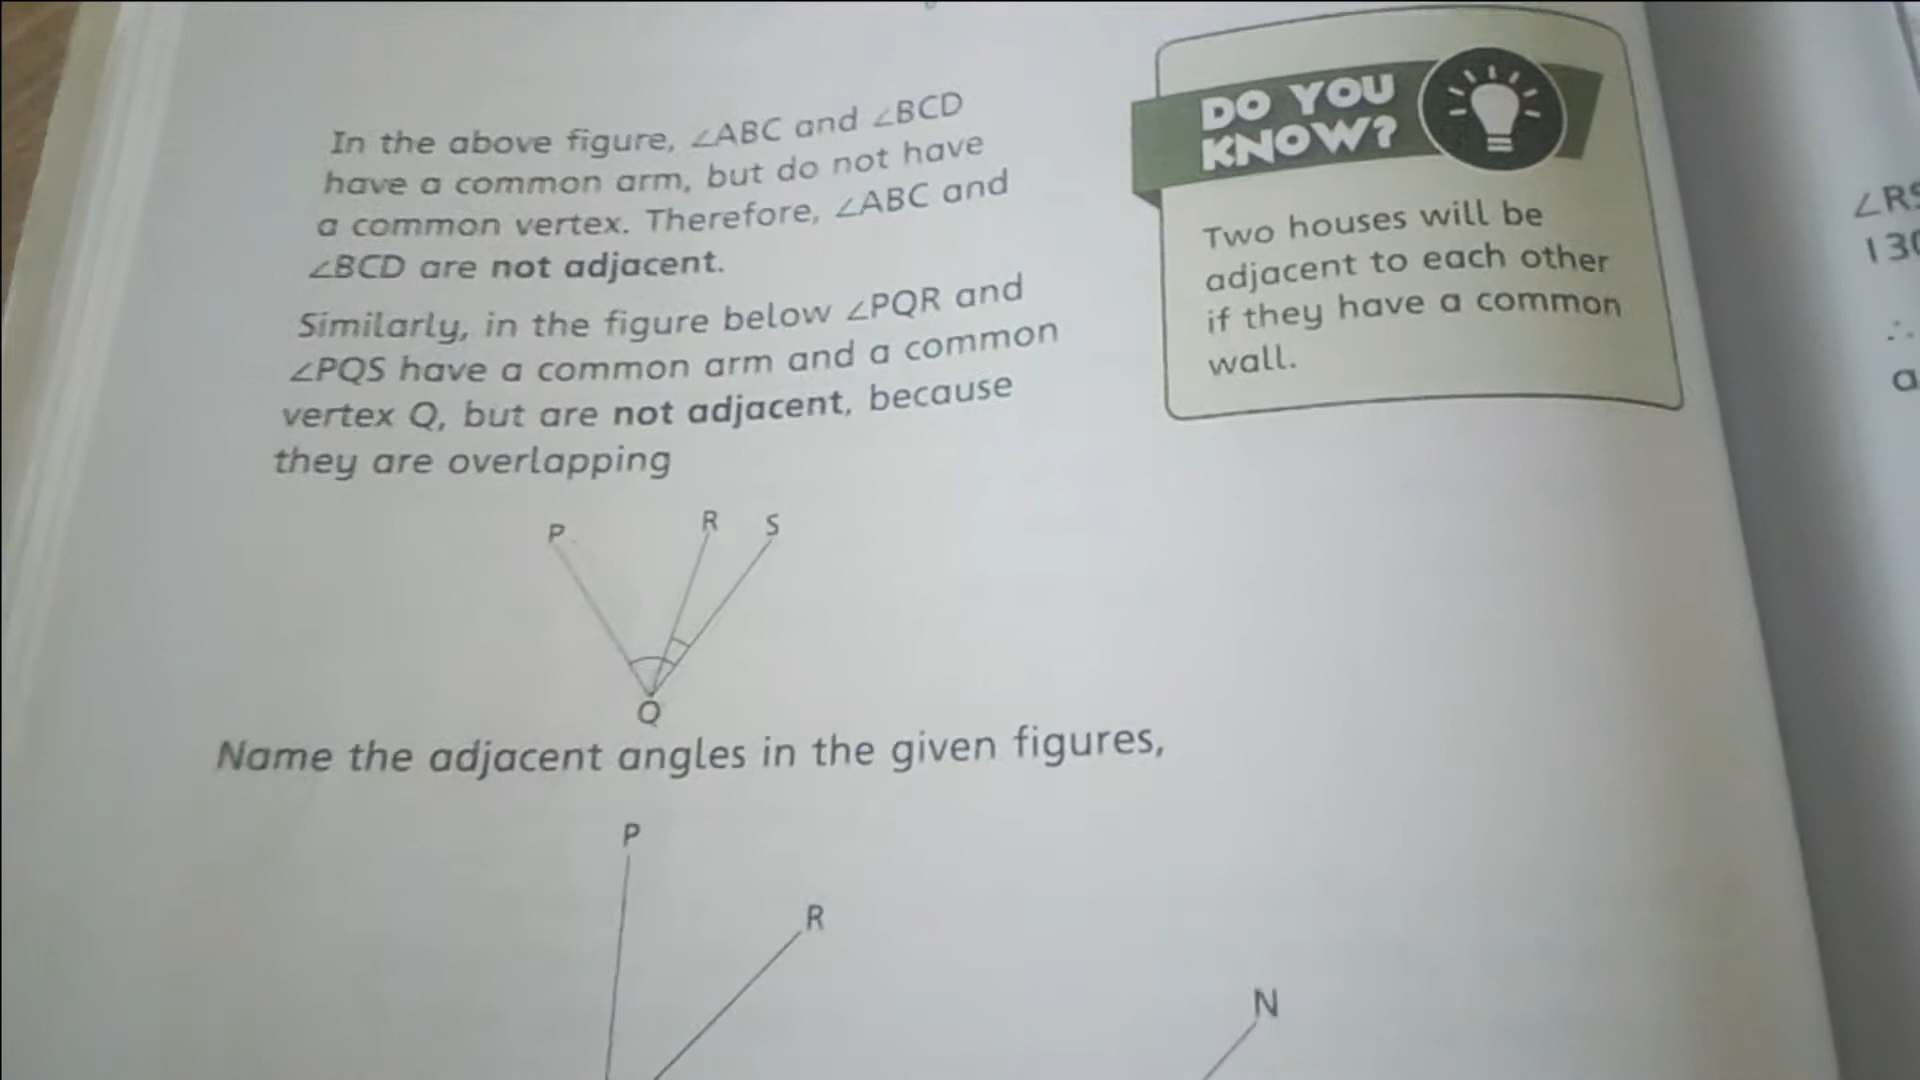 In the above figure, ∠ABC and ∠BCD
have a common arm, but do not have
a common vertex. Therefore, ∠ABC and
∠BCD are not adjacent.
Similarly, in the figure below ∠PQR and
∠PQS have a common arm and a common
vertex Q, but are not adjacent, because
they are overlapping
P R S
Q
Name the adjacent angles in the given figures,
P
R
N
DO YOU
KNOW?
Two houses will be
adjacent to each other
if they have a common
wall.
∠RS
130
∴
a